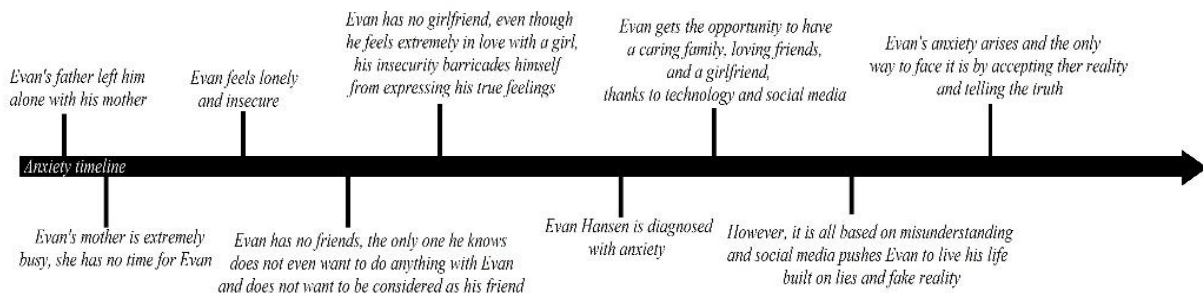 Evan's father left him
alone with his mother
Evan feels lonely
and insecure
Evan has no girlfriend, even though
he feels extremely in love with a girl,
his insecurity barricades himself
from expressing his true feelings
Evan gets the opportunity to have
a caring family, loving friends,
and a girlfriend,
thanks to technology and social media
Evan's anxiety arises and the only
way to face it is by accepting ther reality
and telling the truth
Anxiety timeline
Evan's mother is extremely
busy, she has no time for Evan
Evan has no friends, the only one he knows
does not even want to do anything with Evan
and does not want to be considered as his friend
Evan Hansen is diagnosed
with anxiety
However, it is all based on misunderstanding
and social media pushes Evan to live his life
built on lies and fake reality